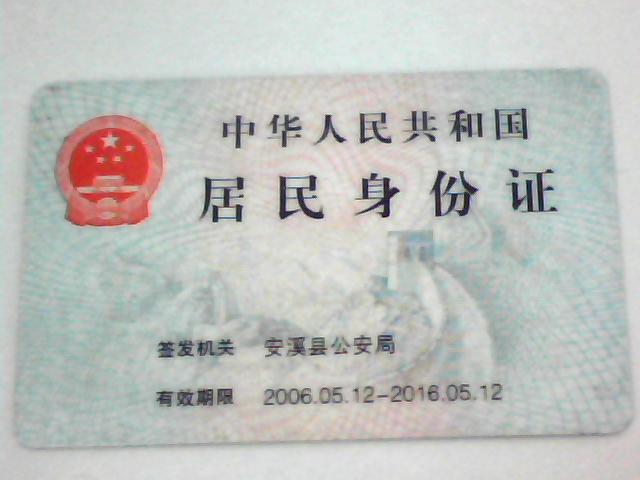 中华人民共和国
居民身份证
签发机关 安溪县公安局
有效期限 2006.05.12-2016.05.12